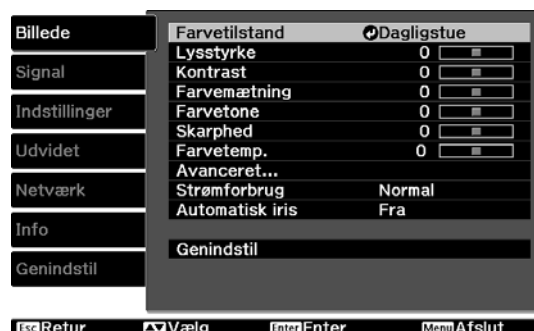 Billede
Signal
Indstillinger
Udvidet
Netværk
Info
Genindstil
Farvetilstand Dagligstue
Lysstyrke 0
Kontrast 0
Farvemætning 0
Farvetone 0
Skarphed 0
Farvetemp. 0
Avanceret...
Strømforbrug Normal
Automatisk iris Fra
Genindstil
Esc Retur Vælg Enter Enter Menu Afslut